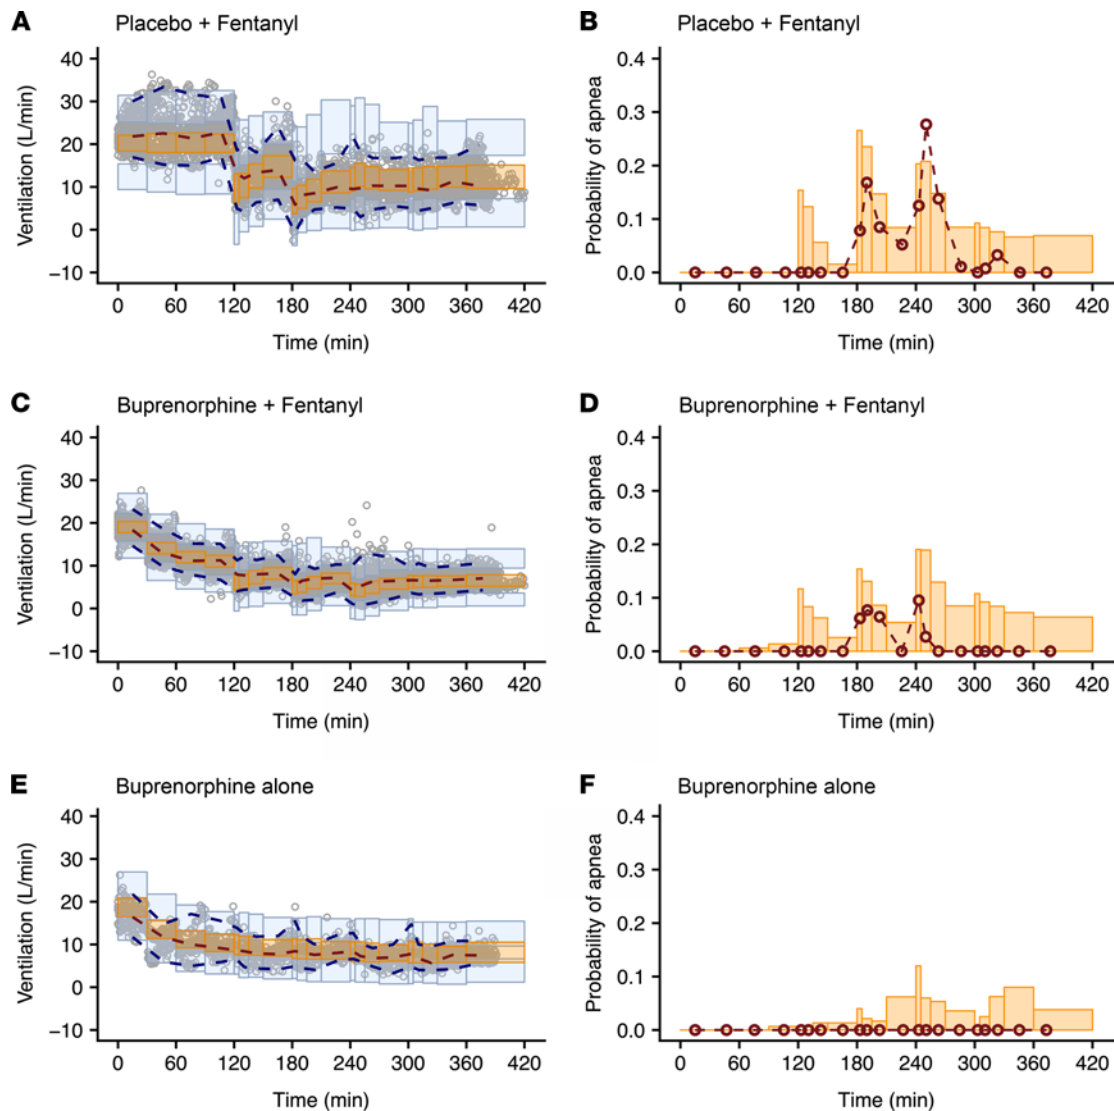 A Placebo + Fentanyl
Ventilation (L/min)
40
30
20
10
0
−10
0 60 120 180 240 300 360 420
Time (min)
B Placebo + Fentanyl
Probability of apnea
0.4
0.3
0.2
0.1
0.0
0 60 120 180 240 300 360 420
Time (min)
C Buprenorphine + Fentanyl
Ventilation (L/min)
40
30
20
10
0
−10
0 60 120 180 240 300 360 420
Time (min)
D Buprenorphine + Fentanyl
Probability of apnea
0.4
0.3
0.2
0.1
0.0
0 60 120 180 240 300 360 420
Time (min)
E Buprenorphine alone
Ventilation (L/min)
40
30
20
10
0
−10
0 60 120 180 240 300 360 420
Time (min)
F Buprenorphine alone
Probability of apnea
0.4
0.3
0.2
0.1
0.0
0 60 120 180 240 300 360 420
Time (min)